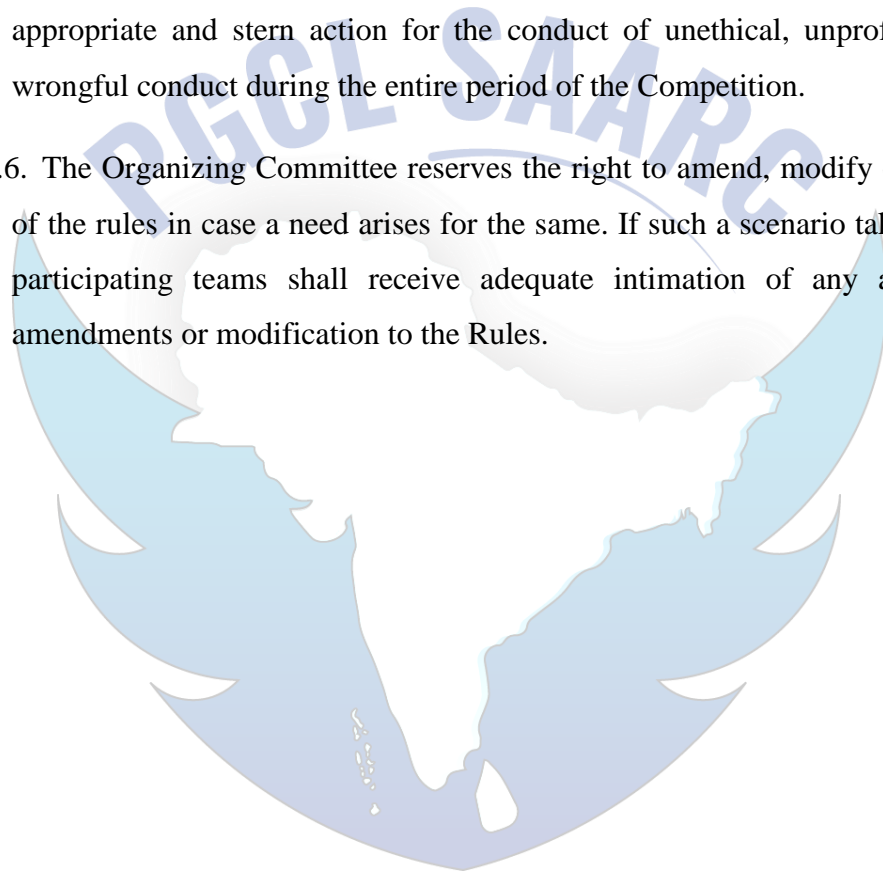 appropriate and stern action for the conduct of unethical, unprof
wrongful conduct during the entire period of the Competition.
PGCL SAARC
.6. The Organizing Committee reserves the right to amend, modify
of the rules in case a need arises for the same. If such a scenario tal
participating teams shall receive adequate intimation of any a
amendments or modification to the Rules.